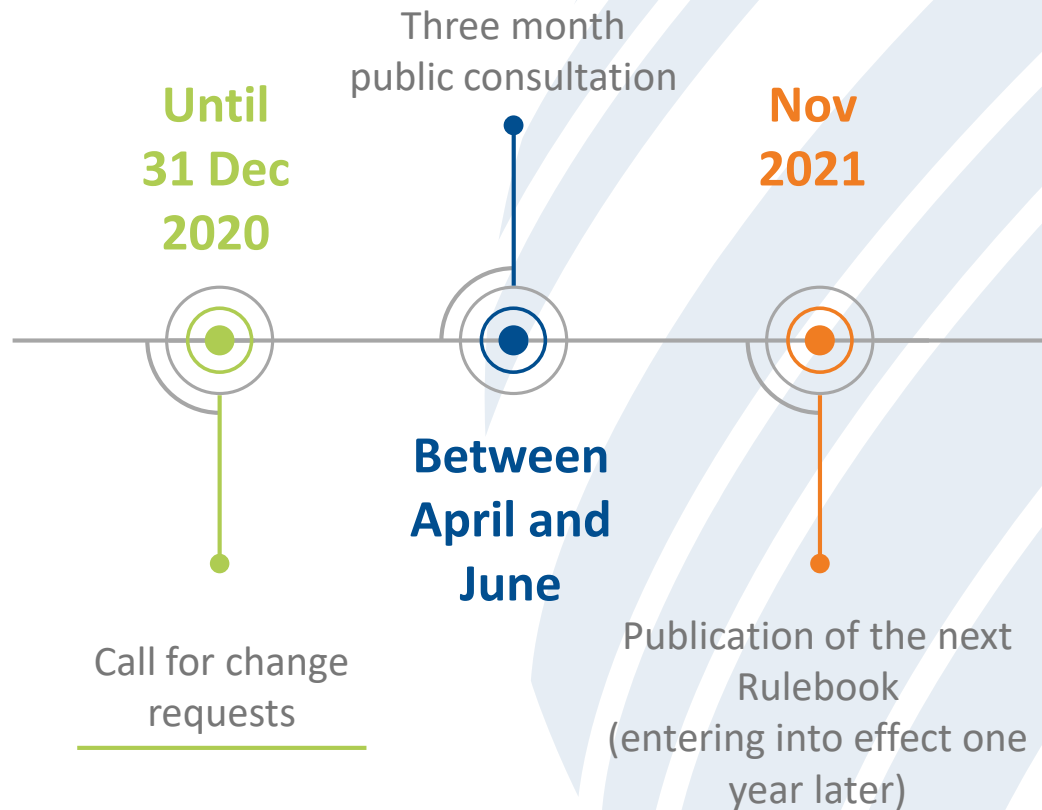 Until
31 Dec
2020
Call for change
requests
Three month
public consultation
Between
April and
June
Nov
2021
Publication of the next
Rulebook
(entering into effect one
year later)